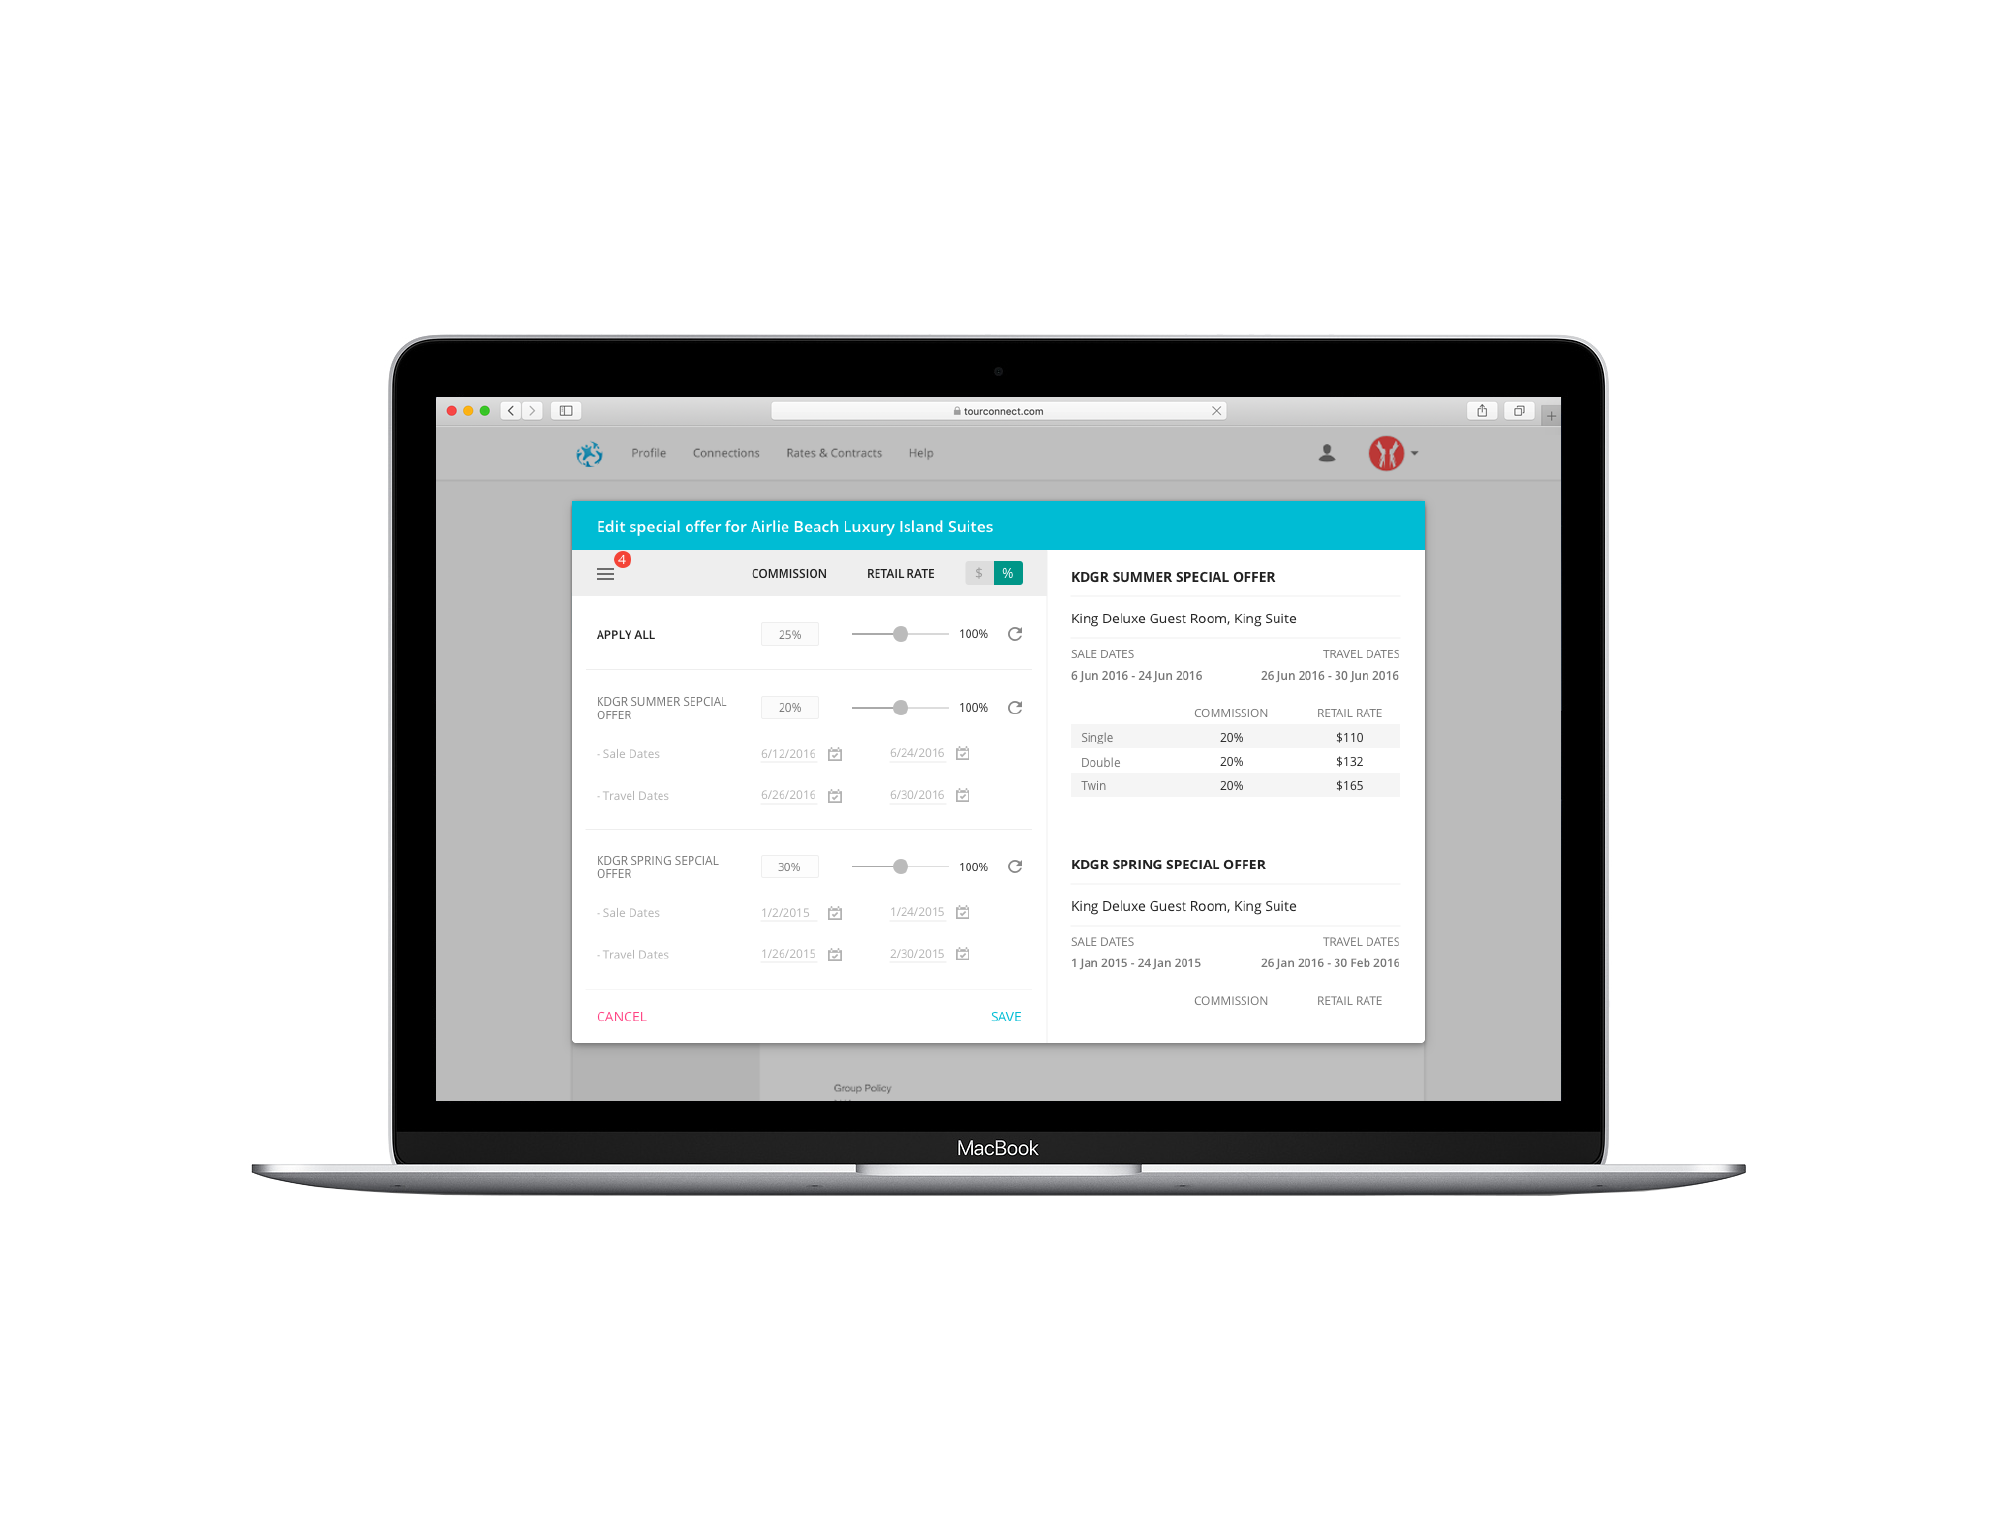 tourconnect.com
Profile Connections Rates & Contracts Help
Edit special offer for Airlie Beach Luxury Island Suites
4
COMMISSION RETAIL RATE $ %
APPLY ALL 25% 100%
KDGR SUMMER SEPCIAL
OFFER
20% 100%
- Sale Dates 6/12/2016 6/24/2016
- Travel Dates 6/26/2016 6/30/2016
KDGR SPRING SEPCIAL
OFFER
30% 100%
- Sale Dates 1/2/2015 1/24/2015
- Travel Dates 1/26/2015 2/30/2015
CANCEL SAVE
KDGR SUMMER SPECIAL OFFER
King Deluxe Guest Room, King Suite
SALE DATES TRAVEL DATES
6 Jun 2016 - 24 Jun 2016 26 Jun 2016 - 30 Jun 2016
COMMISSION RETAIL RATE
Single 20% $110
Double 20% $132
Twin 20% $165
KDGR SPRING SPECIAL OFFER
King Deluxe Guest Room, King Suite
SALE DATES TRAVEL DATES
1 Jan 2015 - 24 Jan 2015 26 Jan 2016 - 30 Feb 2016
COMMISSION RETAIL RATE
Group Policy
MacBook